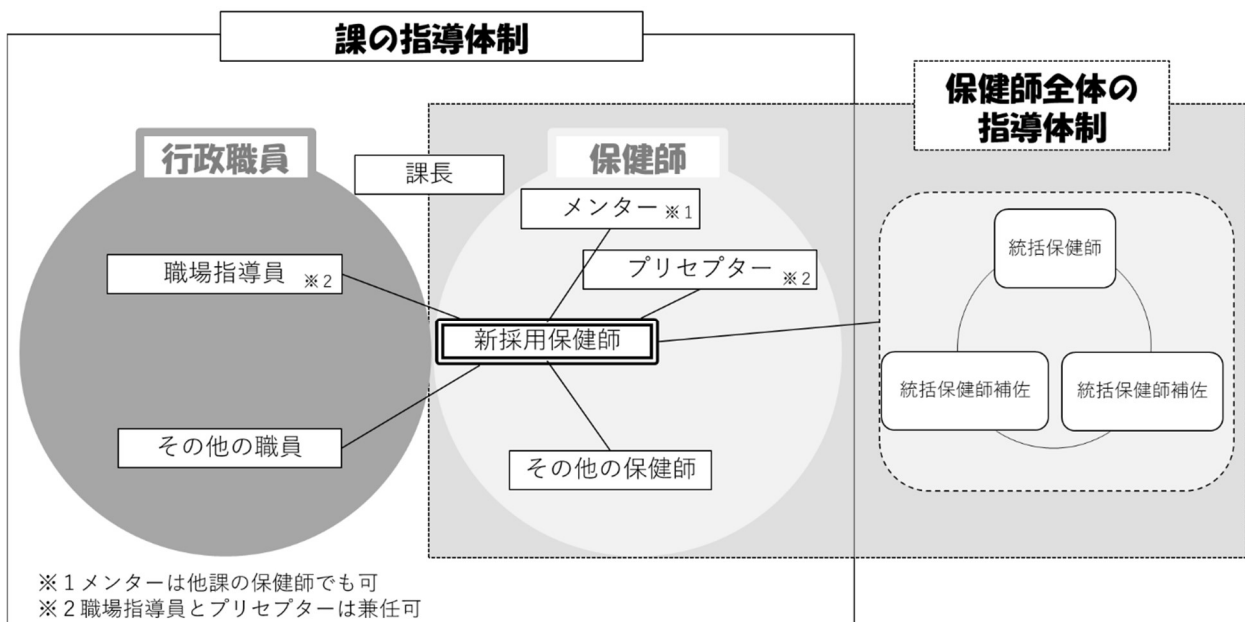 課の指導体制
保健師全体の
指導体制
行政職員
保健師
課長
メンター ※1
職場指導員 ※2
プリセプター ※2
新採用保健師
その他の職員
その他の保健師
統括保健師
統括保健師補佐
統括保健師補佐
※1メンターは他課の保健師でも可
※2職場指導員とプリセプターは兼任可